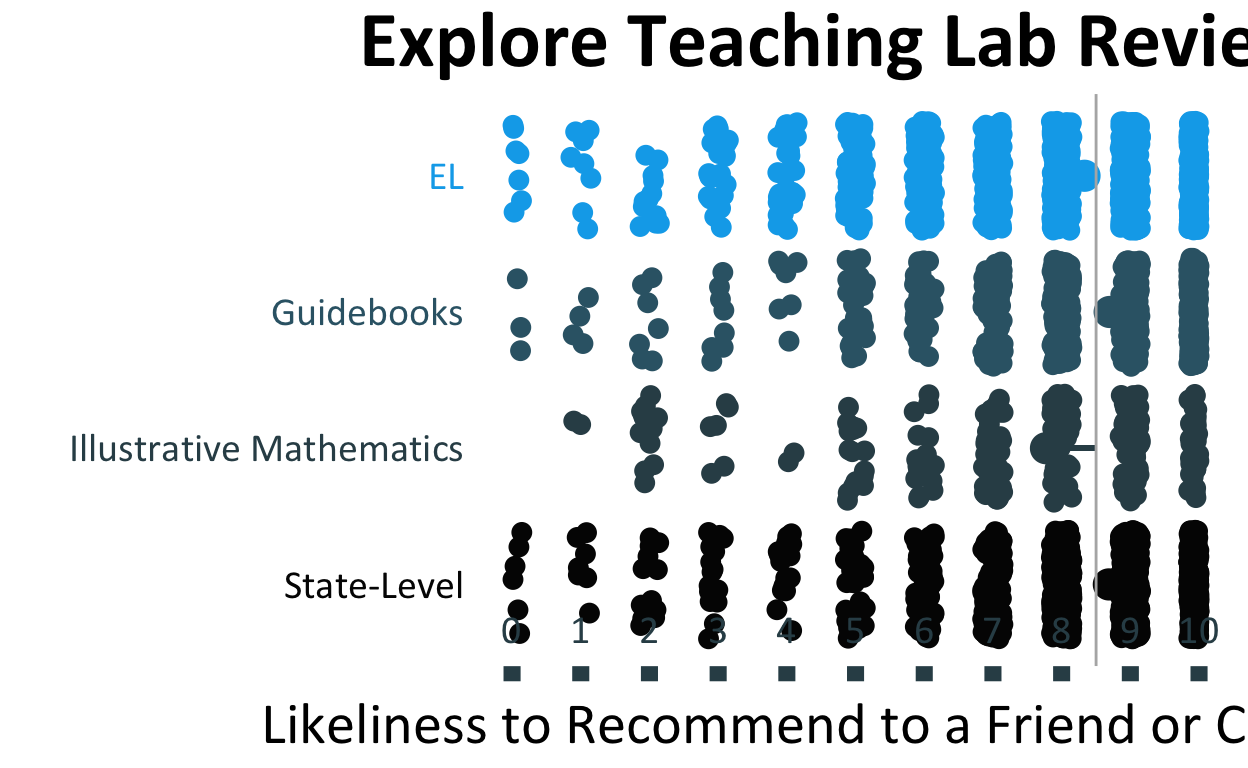 Explore Teaching Lab Revie
EL
Guidebooks
Illustrative Mathematics
State-Level
0 1 2 3 4 5 6 7 8 9 10
Likeliness to Recommend to a Friend or C